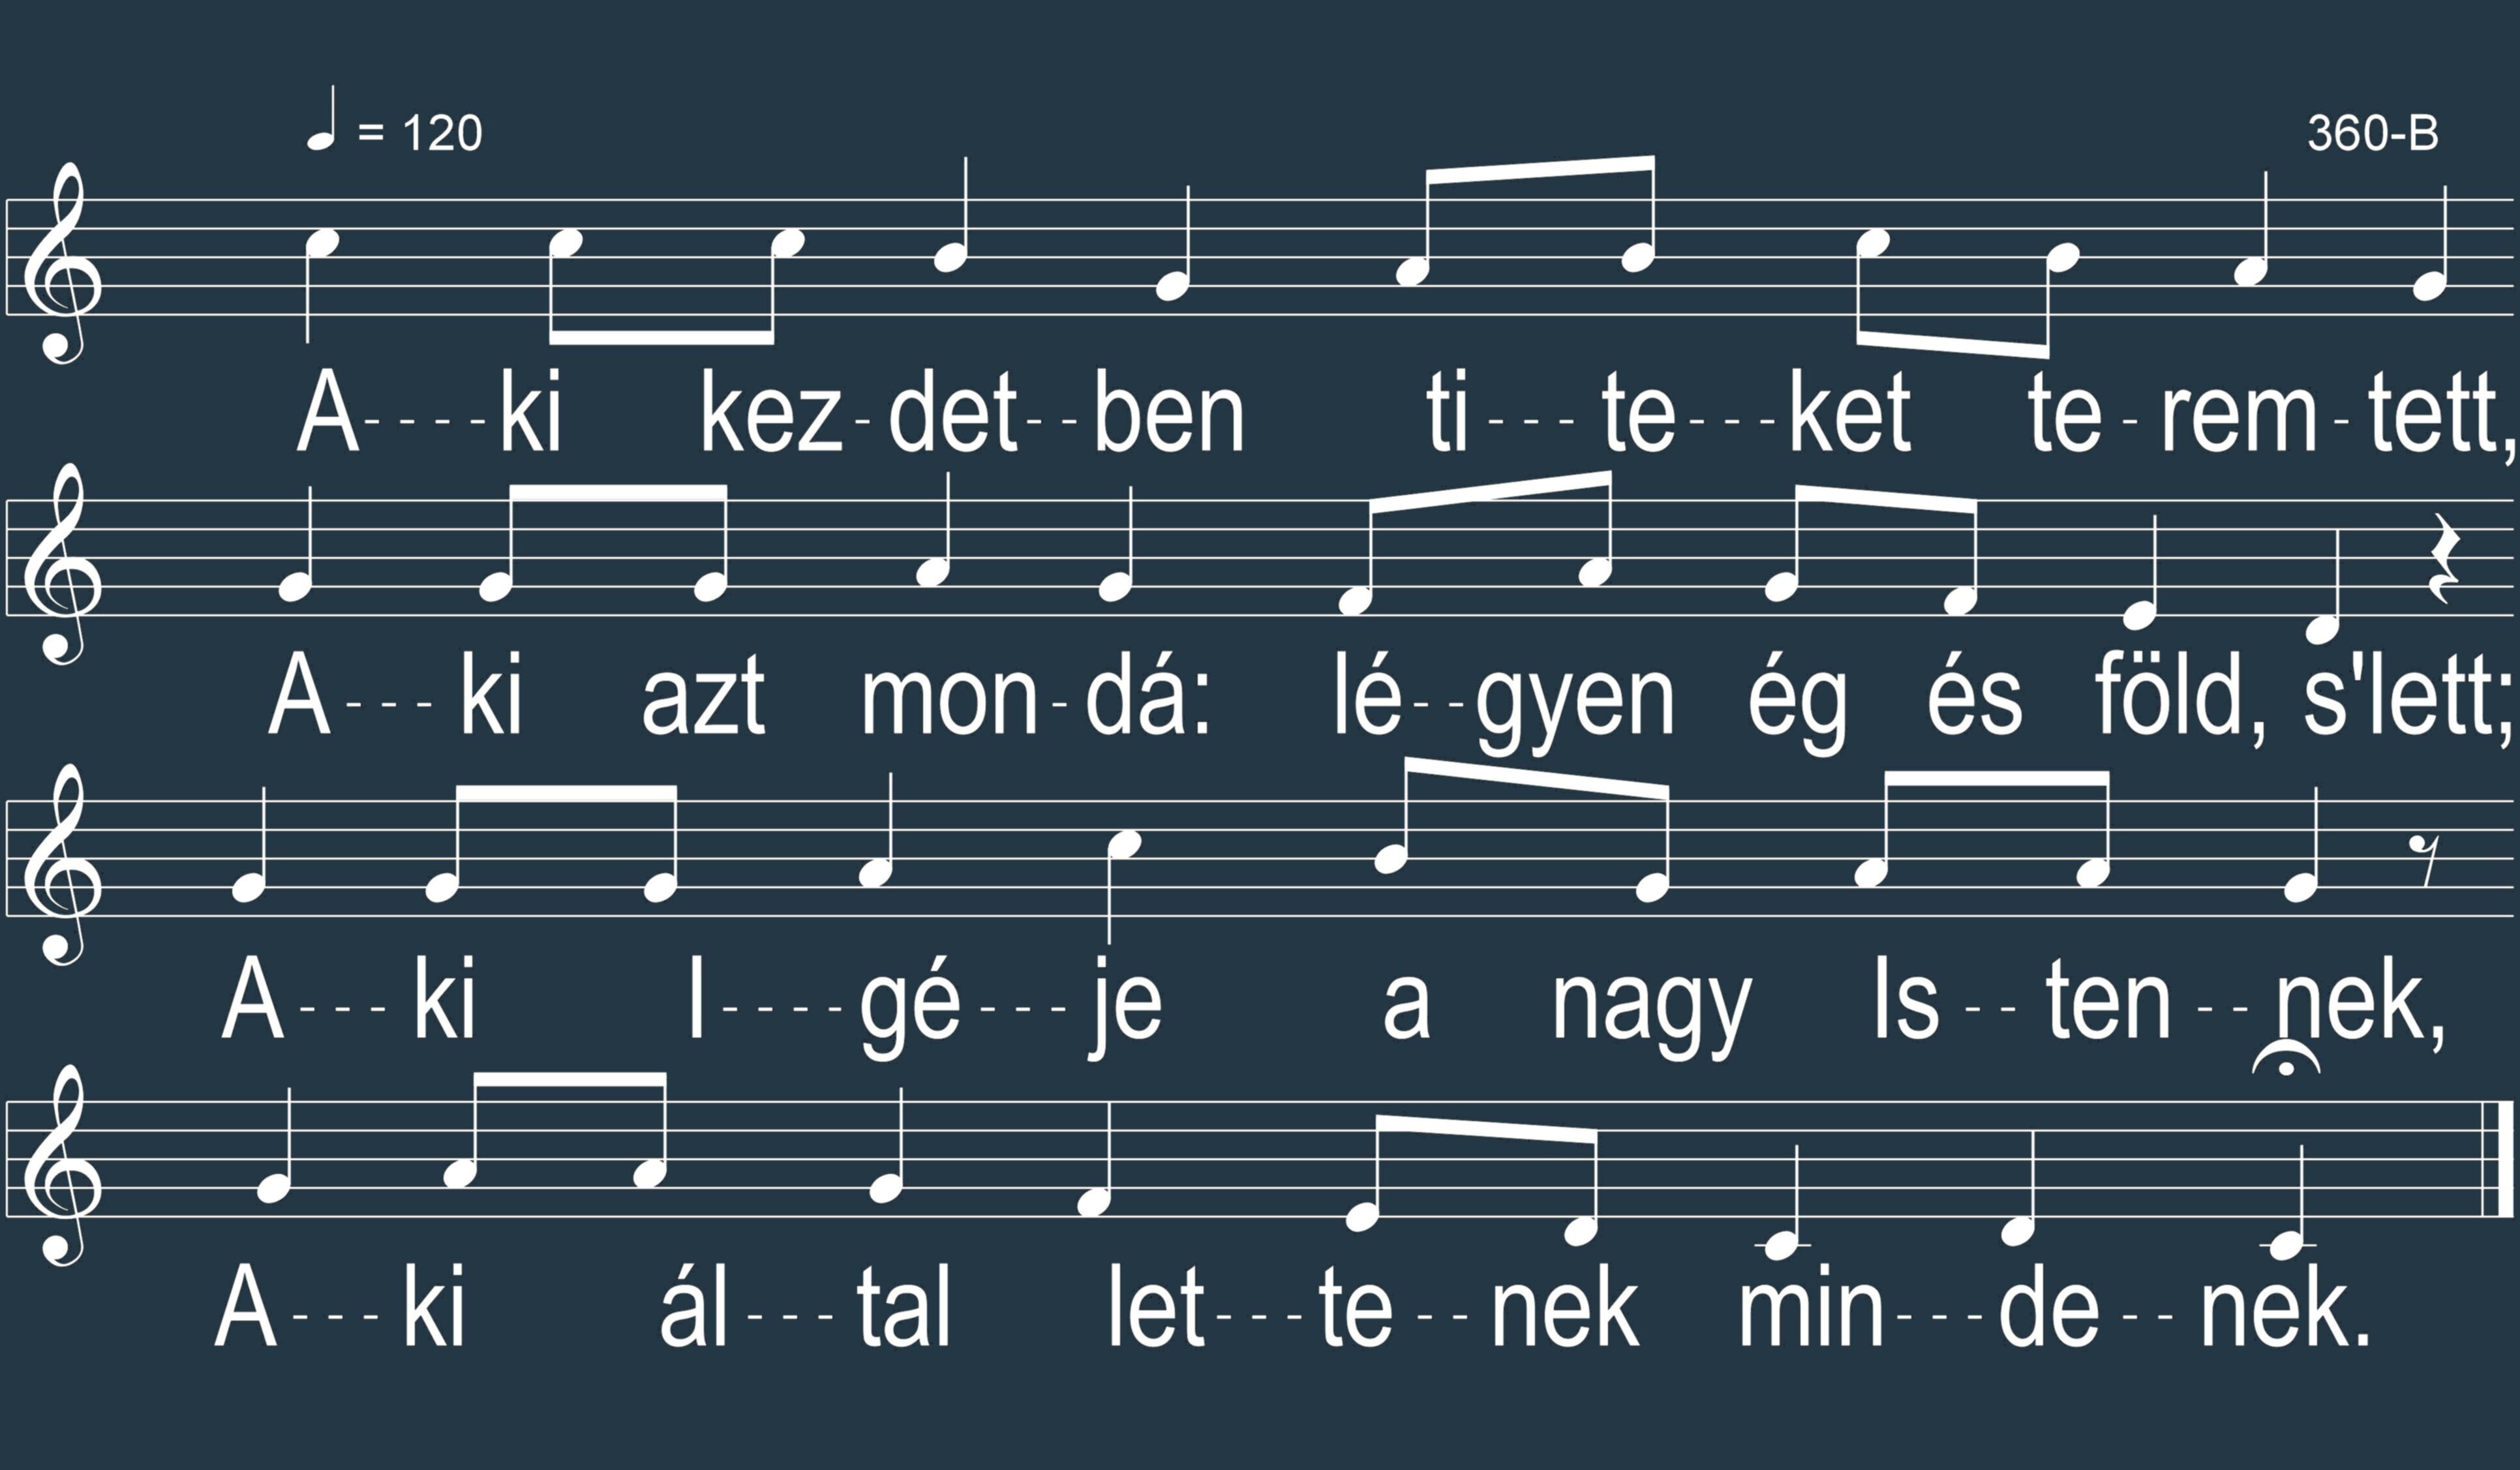 = 120 360-B
A----ki kez-det--ben ti---te---ket te-rem-tett,
A---ki azt mon-dá: lé--gyen ég és föld, s'lett;
A---ki I----gé---je a nagy Is--ten--nek,
A---ki ál---tal let---te--nek min---de--nek.